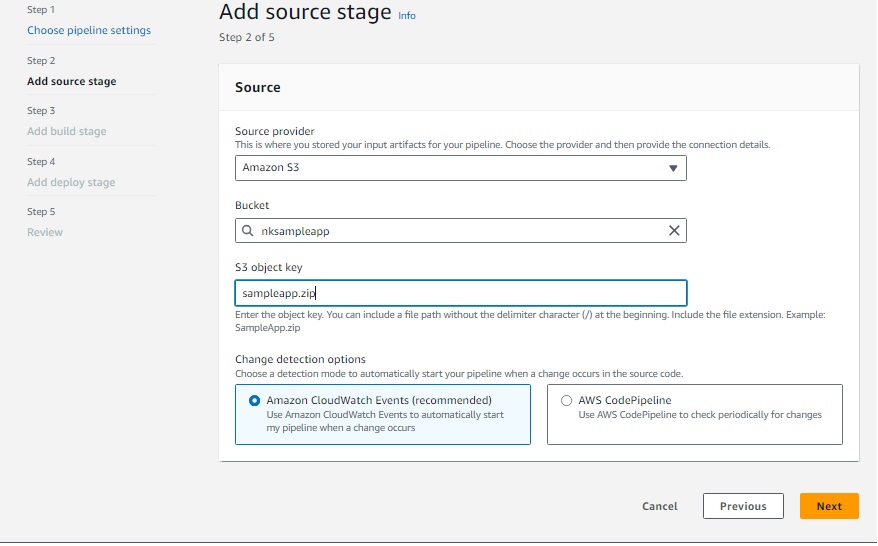 Step 1
Choose pipeline settings
Step 2
Add source stage
Step 3
Add build stage
Step 4
Add deploy stage
Step 5
Review
Add source stage Info
Step 2 of 5
Source
Source provider
This is where you stored your input artifacts for your pipeline. Choose the provider and then provide the connection details.
Amazon S3
Bucket
nksampleapp
S3 object key
sampleapp.zip
Enter the object key. You can include a file path without the delimiter character (/) at the beginning. Include the file extension. Example:
SampleApp.zip
Change detection options
Choose a detection mode to automatically start your pipeline when a change occurs in the source code.
Amazon CloudWatch Events (recommended)
Use Amazon CloudWatch Events to automatically start
my pipeline when a change occurs
AWS CodePipeline
Use AWS CodePipeline to check periodically for changes
Cancel
Previous
Next